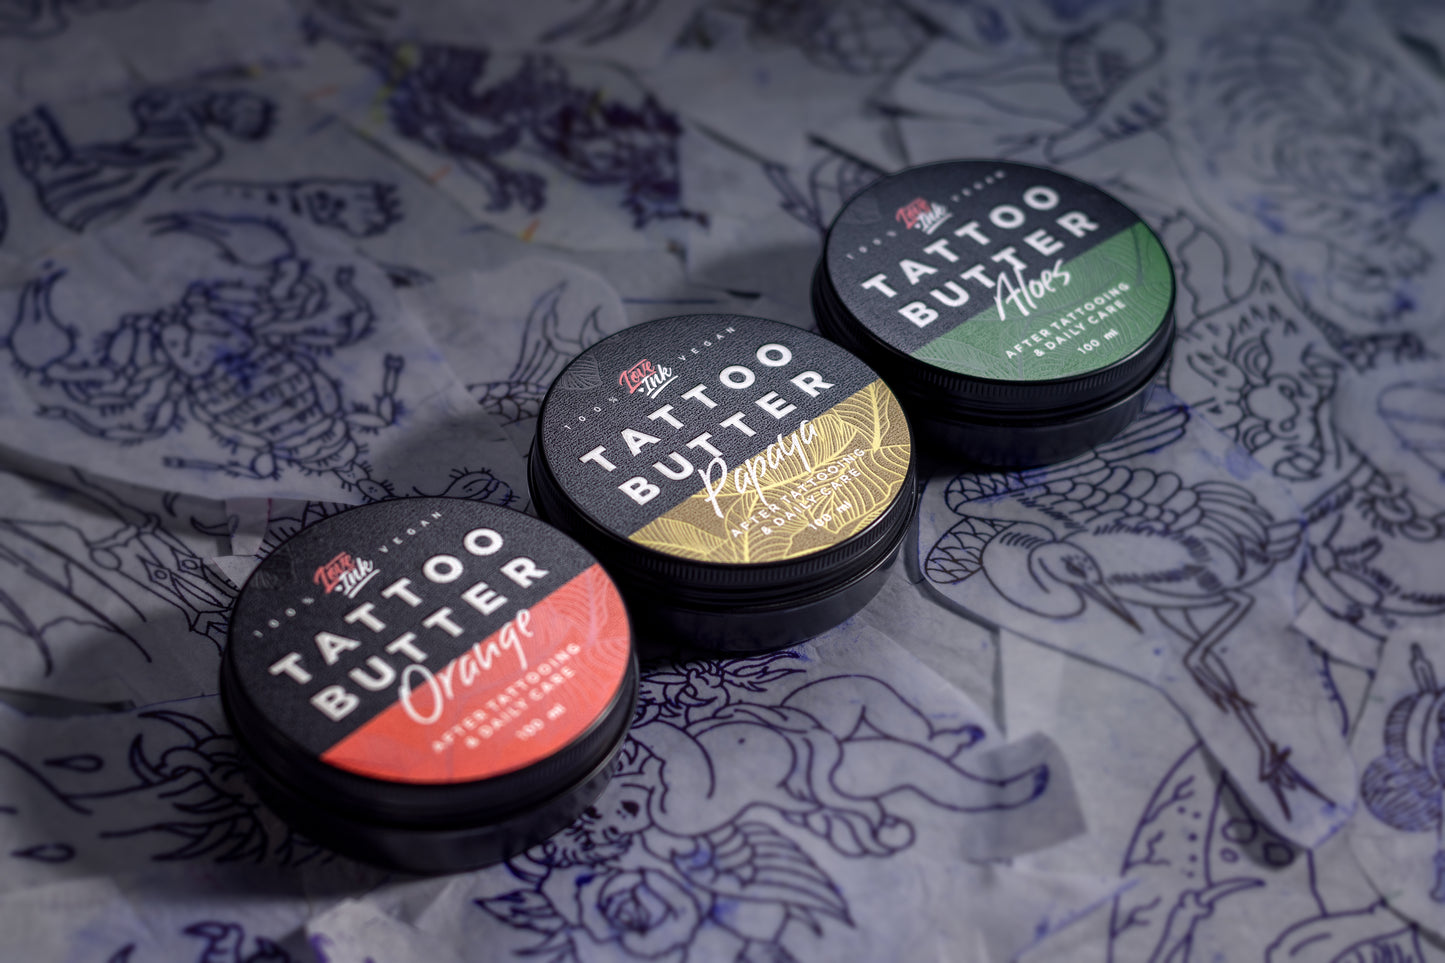 100% Love Ink VEGAN
TATTOO
BUTTER
Orange
AFTER TATTOOING
& DAILY CARE
100 ml
100% Love Ink VEGAN
TATTOO
BUTTER
Papaya
AFTER TATTOOING
& DAILY CARE
100 ml
100% Love Ink VEGAN
TATTOO
BUTTER
Aloes
AFTER TATTOOING
& DAILY CARE
100 ml